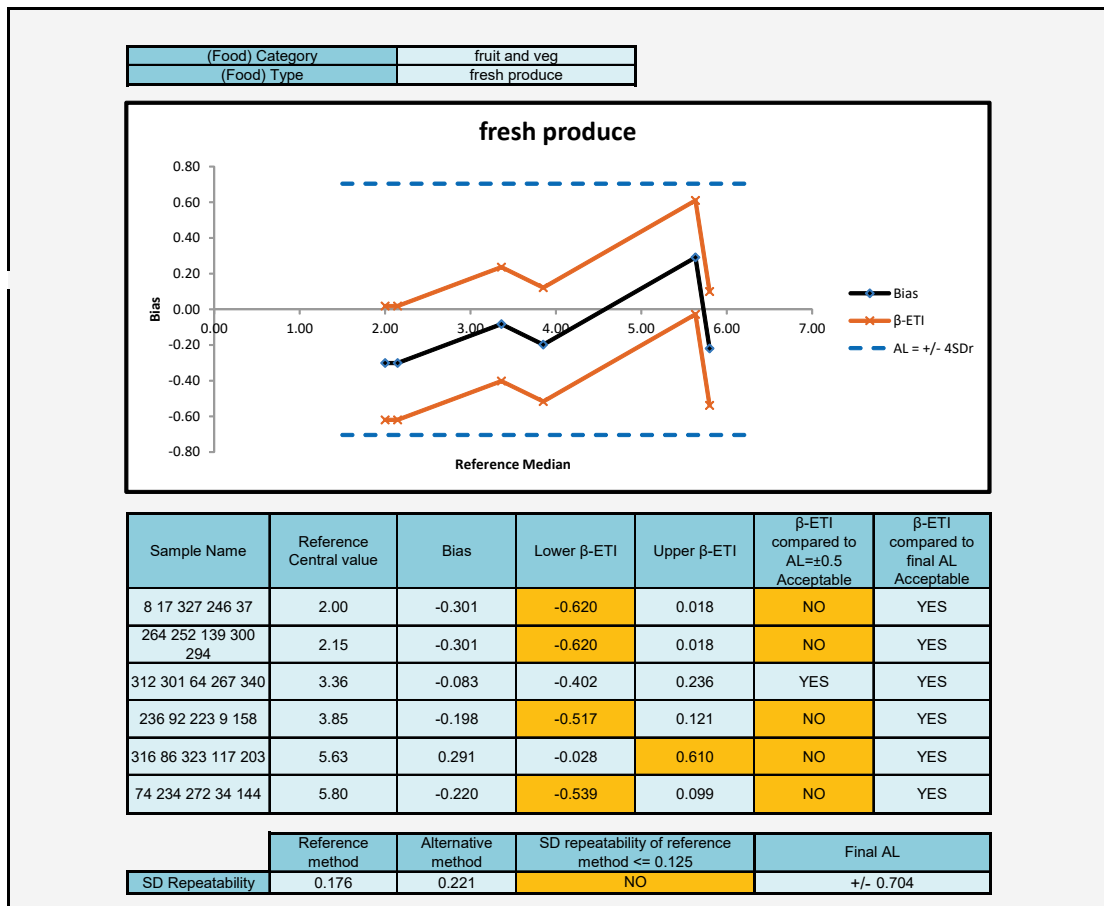 (Food) Category fruit and veg
(Food) Type fresh produce
fresh produce
0.80
0.60
0.40
0.20
0.00
-0.20
-0.40
-0.60
-0.80
0.00 1.00 2.00 3.00 4.00 5.00 6.00 7.00
Bias
Reference Median
Bias
β-ETI
AL = +/- 4SDr
Sample Name
Reference
Central value
Bias
Lower β-ETI
Upper β-ETI
β-ETI
compared to
AL=±0.5
Acceptable
β-ETI
compared to
final AL
Acceptable
8 17 327 246 37 2.00 -0.301 -0.620 0.018 NO YES
264 252 139 300
294
2.15 -0.301 -0.620 0.018 NO YES
312 301 64 267 340 3.36 -0.083 -0.402 0.236 YES YES
236 92 223 9 158 3.85 -0.198 -0.517 0.121 NO YES
316 86 323 117 203 5.63 0.291 -0.028 0.610 NO YES
74 234 272 34 144 5.80 -0.220 -0.539 0.099 NO YES
Reference
method
Alternative
method
SD repeatability of reference
method <= 0.125
Final AL
SD Repeatability 0.176 0.221 NO +/- 0.704